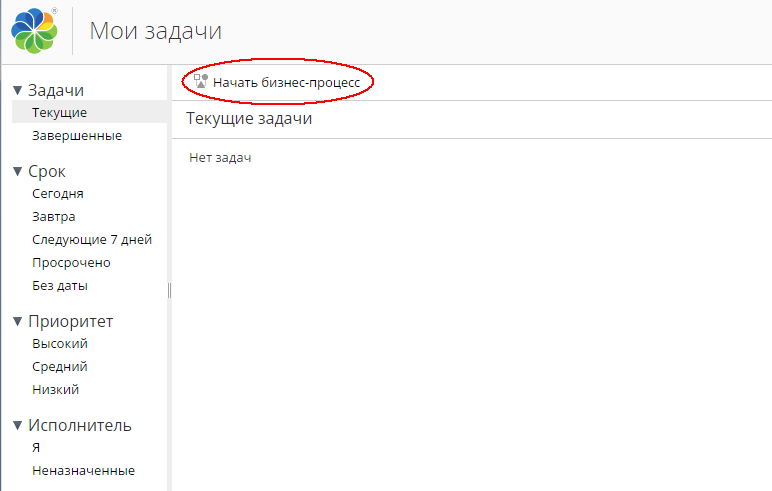 Мои задачи
Задачи
Текущие
Завершенные
Срок
Сегодня
Завтра
Следующие 7 дней
Просрочено
Без даты
Приоритет
Высокий
Средний
Низкий
Исполнитель
Я
Неназначенные
Начать бизнес-процесс
Текущие задачи
Нет задач